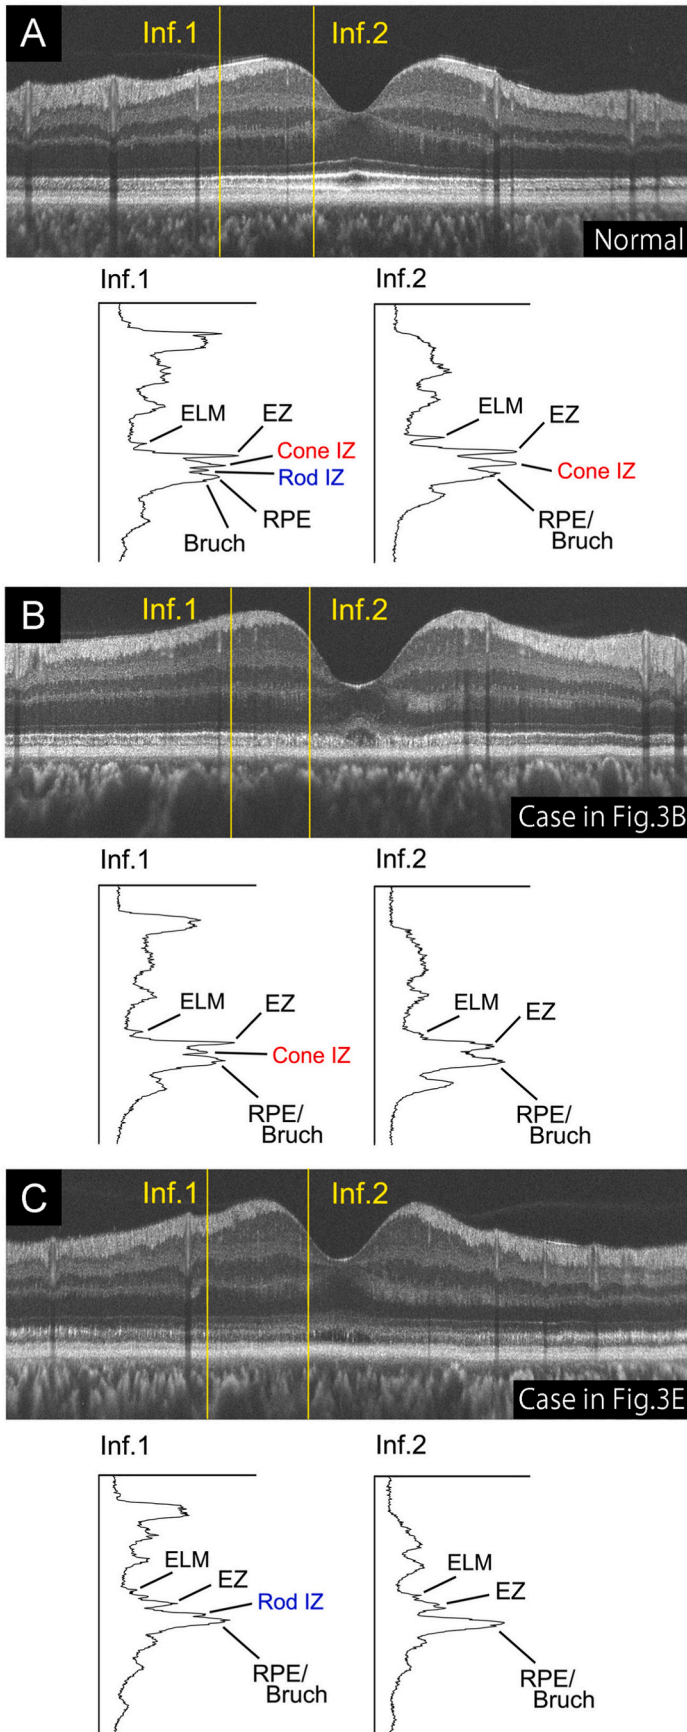 A
Inf.1 Inf.2
Normal
Inf.1 Inf.2
ELM
EZ
Cone IZ
Rod IZ
RPE
Bruch
ELM
EZ
Cone IZ
RPE/
Bruch
B
Inf.1 Inf.2
Case in Fig.3B
Inf.1 Inf.2
ELM
EZ
Cone IZ
RPE/
Bruch
ELM
EZ
RPE/
Bruch
C
Inf.1 Inf.2
Case in Fig.3E
Inf.1 Inf.2
ELM
EZ
Rod IZ
RPE/
Bruch
ELM
EZ
RPE/
Bruch